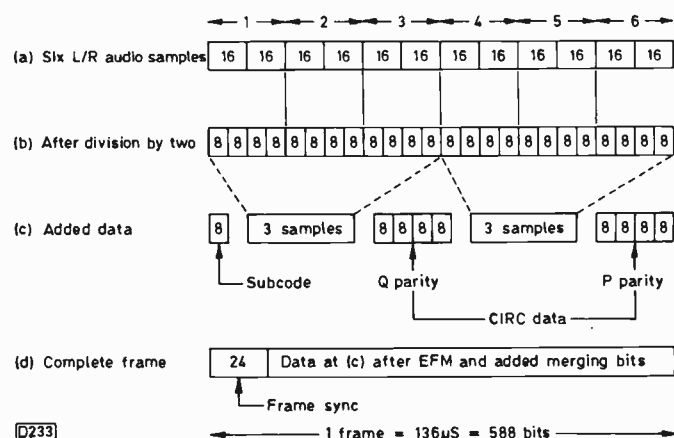 1 2 3 4 5 6
(a) Six L/R audio samples 16 16 16 16 16 16 16 16 16 16 16 16
(b) After division by two 8 8 8 8 8 8 8 8 8 8 8 8 8 8 8 8 8 8 8 8 8 8 8 8
(c) Added data 8 3 samples 8 8 8 8 3 samples 8 8 8 8
Subcode Q parity P parity
CIRC data
(d) Complete frame 24 Data at (c) after EFM and added merging bits
Frame sync
D233 1 frame = 136µS = 588 bits